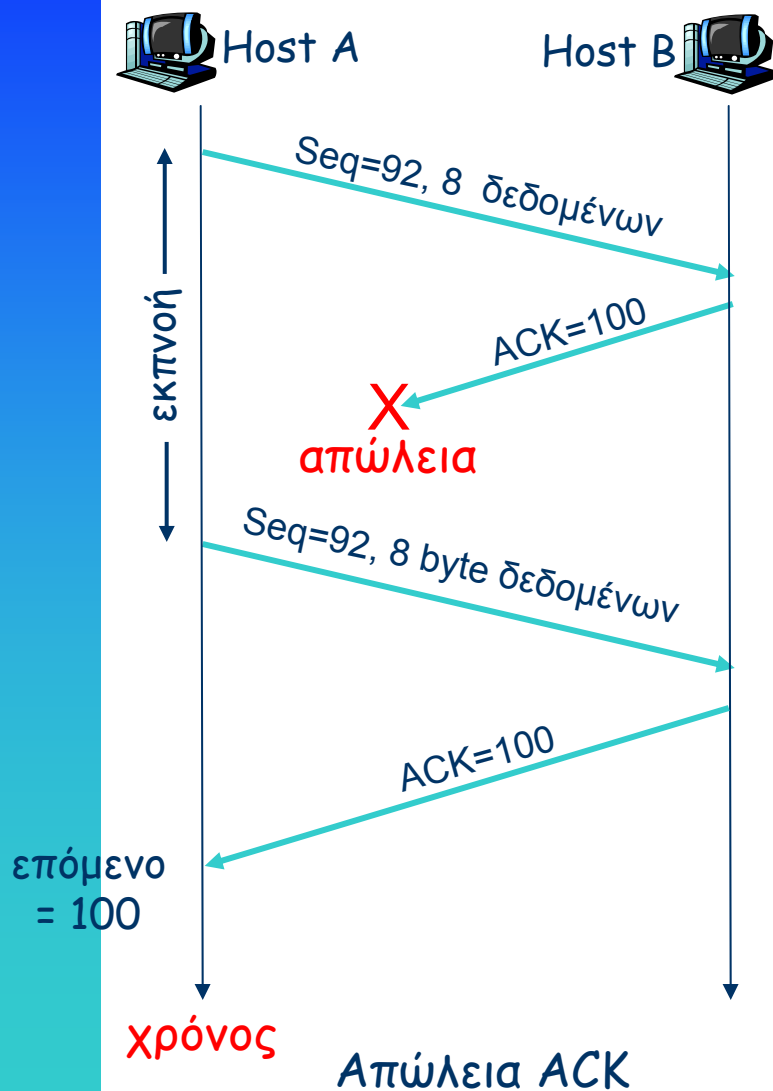 Host A
Host B
Seq=92, 8 δεδομένων
εκπνοή
ACK=100
X
απώλεια
Seq=92, 8 byte δεδομένων
ACK=100
επόμενο
= 100
χρόνος
Απώλεια ACK